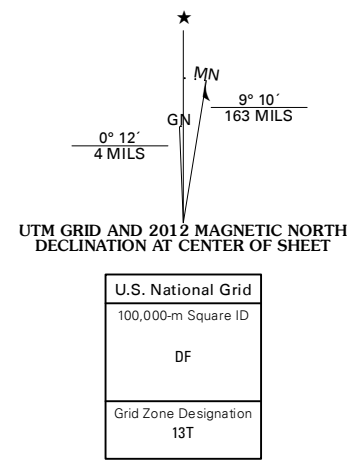 ★
MN
GN
9° 10´
163 MILS
0° 12´
4 MILS
UTM GRID AND 2012 MAGNETIC NORTH
DECLINATION AT CENTER OF SHEET
U.S. National Grid
100,000-m Square ID
DF
Grid Zone Designation
13T